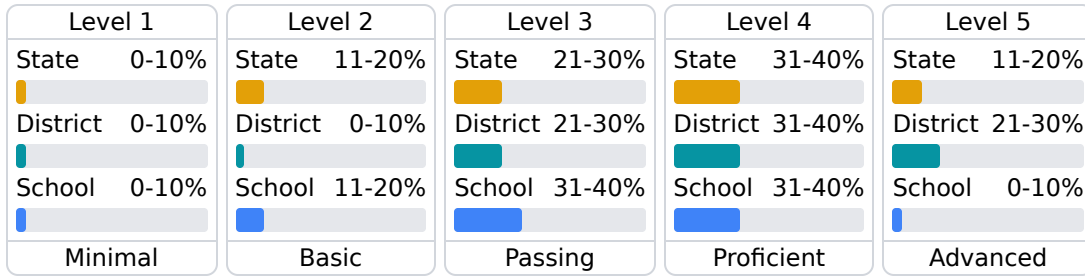 Level 1
State 0-10%
District 0-10%
School 0-10%
Minimal
Level 2
State 11-20%
District 0-10%
School 11-20%
Basic
Level 3
State 21-30%
District 21-30%
School 31-40%
Passing
Level 4
State 31-40%
District 31-40%
School 31-40%
Proficient
Level 5
State 11-20%
District 21-30%
School 0-10%
Advanced